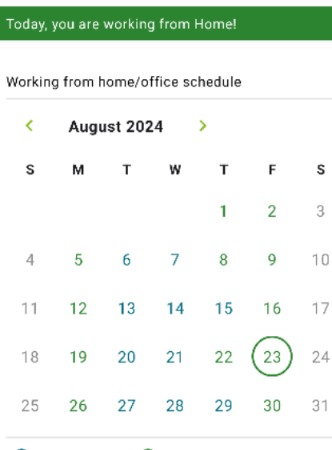 Today, you are working from Home!
Working from home/office schedule
August 2024
S M T W T F S
1 2 3
4 5 6 7 8 9 10
11 12 13 14 15 16 17
18 19 20 21 22 23 24
25 26 27 28 29 30 31